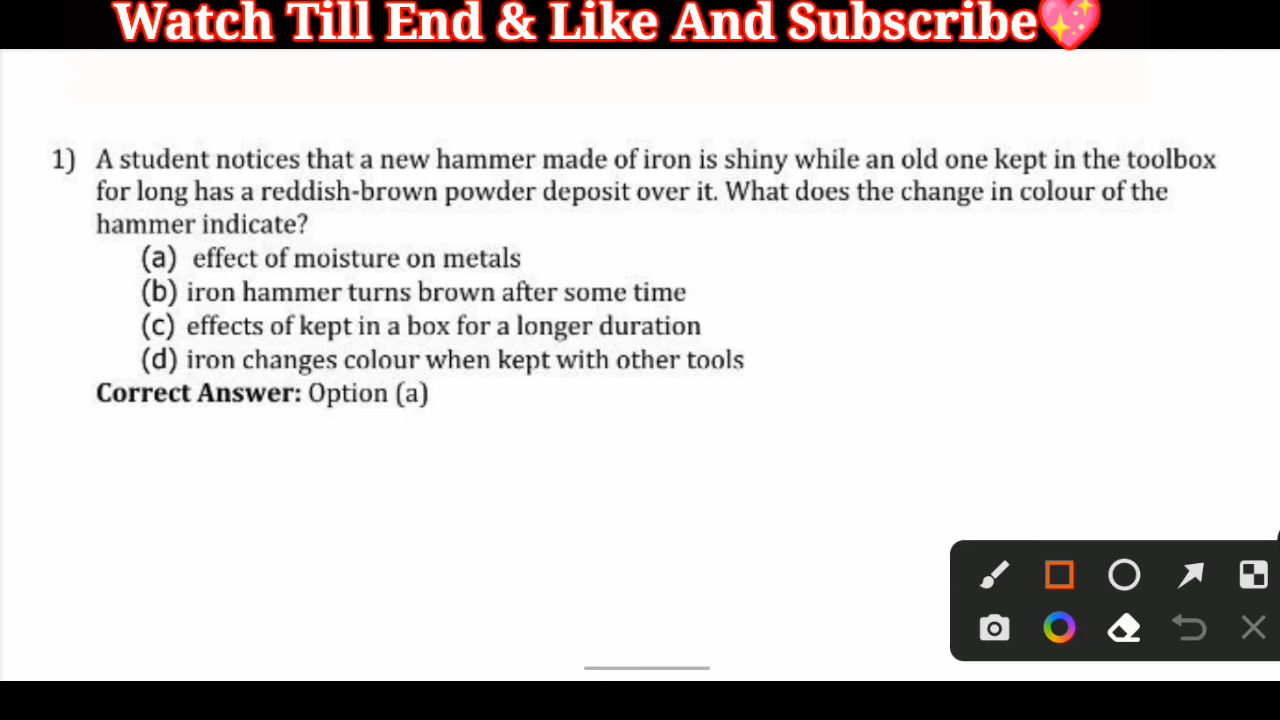 Watch Till End & Like And Subscribe💖
1) A student notices that a new hammer made of iron is shiny while an old one kept in the toolbox
for long has a reddish-brown powder deposit over it. What does the change in colour of the
hammer indicate?
(a) effect of moisture on metals
(b) iron hammer turns brown after some time
(c) effects of kept in a box for a longer duration
(d) iron changes colour when kept with other tools
Correct Answer: Option (a)